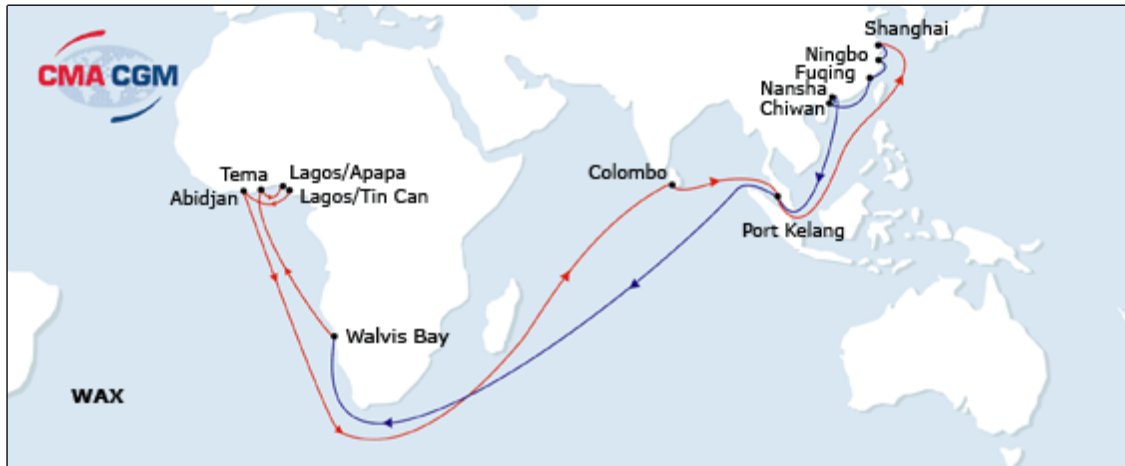 CMA CGM
Shanghai
Ningbo
Fuqing
Nansha
Chiwan
Tema
Lagos/Apapa
Abidjan
Lagos/Tin Can
Colombo
Port Kelang
Walvis Bay
WAX